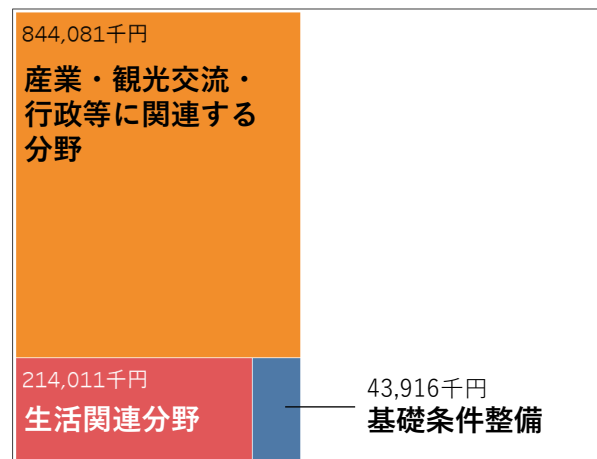 844,081千円
産業・観光交流・
行政等に関連する
分野
214,011千円
生活関連分野
43,916千円
基礎条件整備